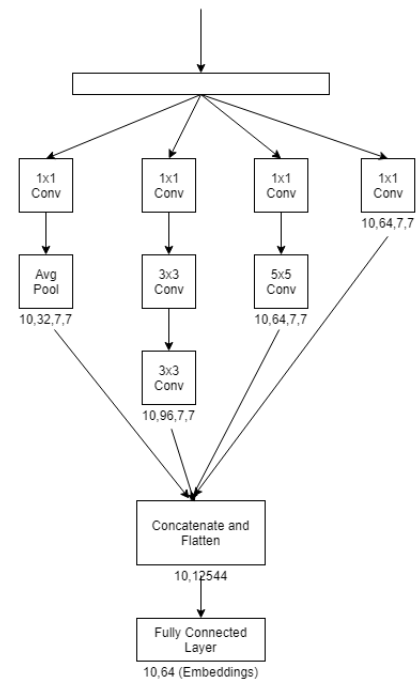 1x1
Conv
1x1
Conv
1x1
Conv
1x1
Conv
10,64,7,7
Avg
Pool
10,32,7,7
3x3
Conv
5x5
Conv
10,64,7,7
3x3
Conv
10,96,7,7
Concatenate and
Flatten
10,12544
Fully Connected
Layer
10,64 (Embeddings)